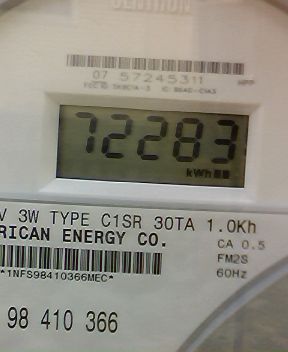 CENTRON
07 57245311
72283
kWh
V 3W TYPE C1SR 30TA 1.0Kh
RICAN ENERGY CO.
CA 0.5
FM2S
60Hz
*1NFS98410366MEC*
98 410 366